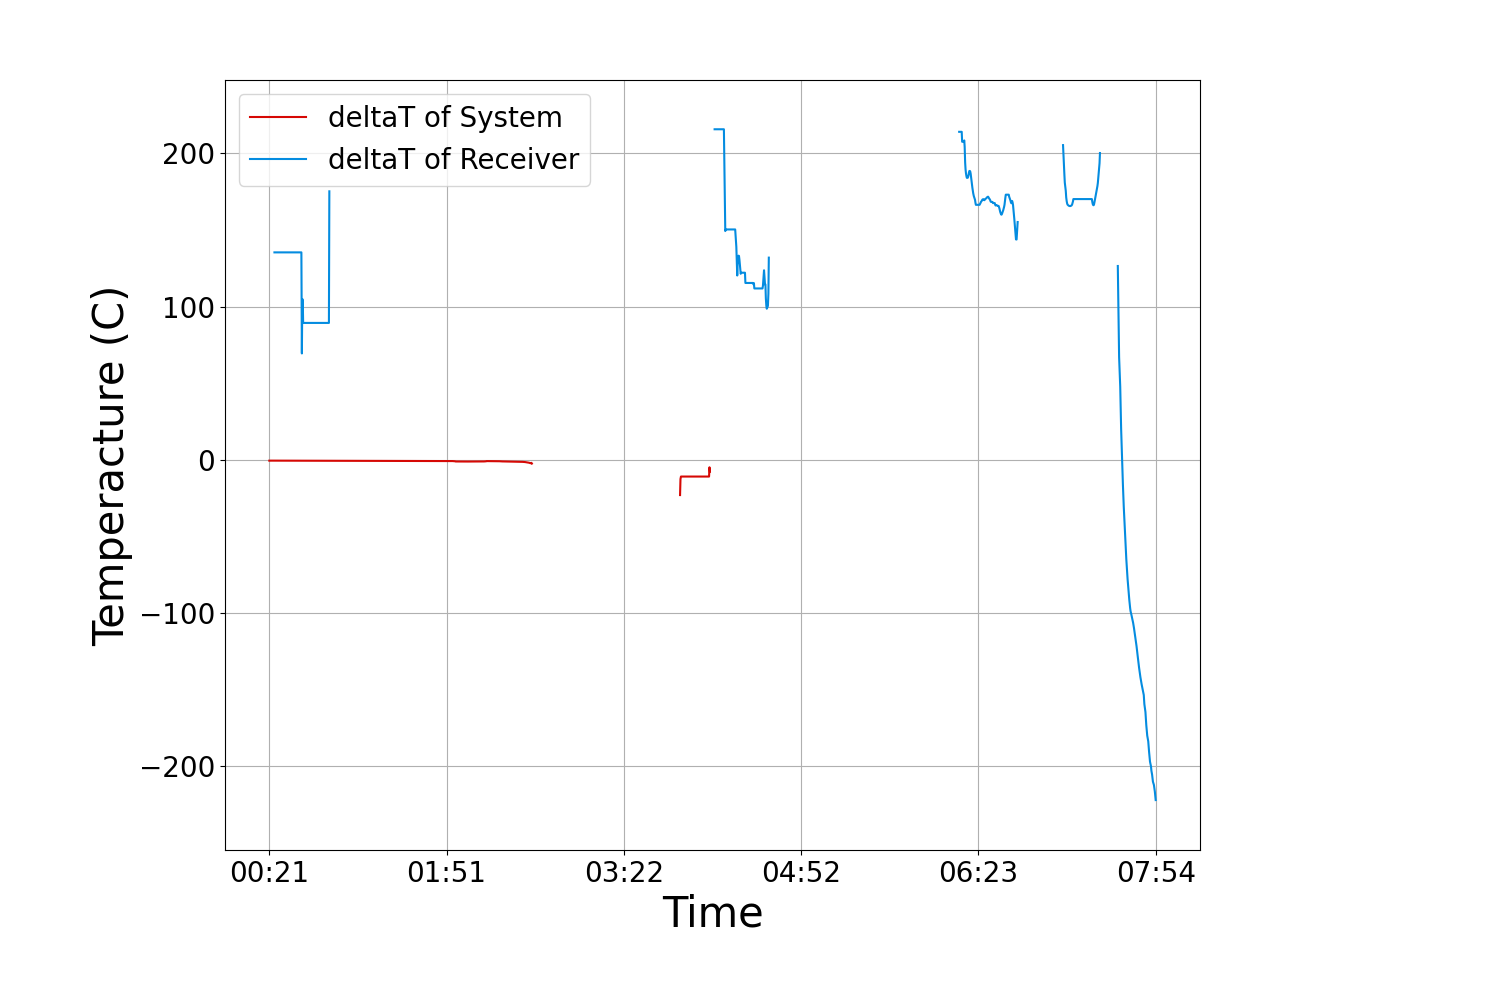 deltaT of System
deltaT of Receiver
200
100
0
−100
−200
Temperacture (C)
00:21 01:51 03:22 04:52 06:23 07:54
Time